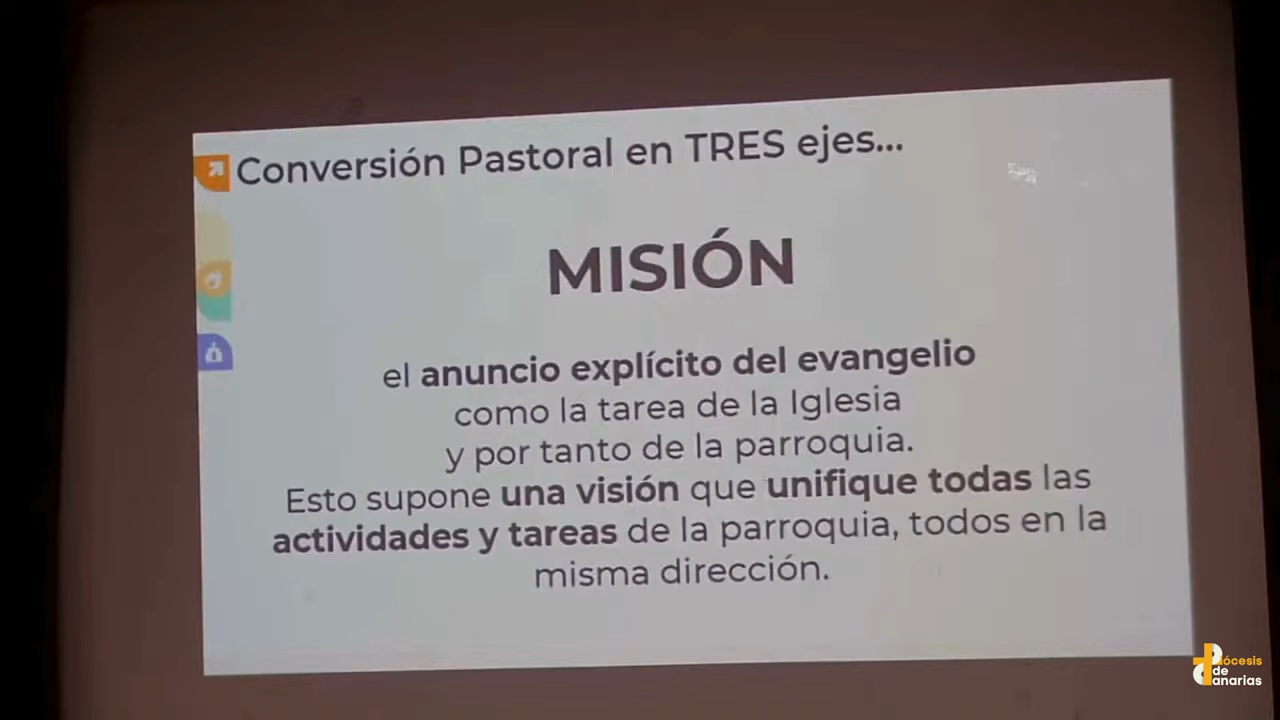 Conversión Pastoral en TRES ejes...
MISIÓN
el anuncio explícito del evangelio
como la tarea de la Iglesia
y por tanto de la parroquia.
Esto supone una visión que unifique todas las
actividades y tareas de la parroquia, todos en la
misma dirección.
Diócesis
de
Canarias